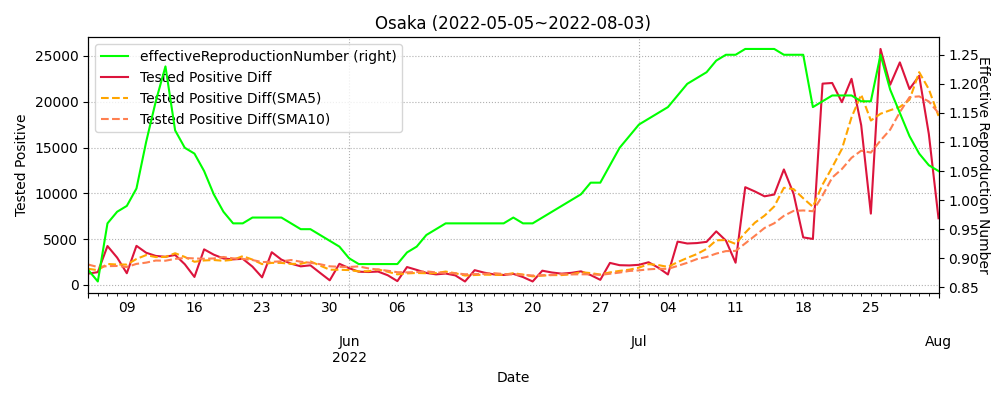 Osaka (2022-05-05~2022-08-03)
effectiveReproductionNumber (right)
Tested Positive Diff
Tested Positive Diff(SMA5)
Tested Positive Diff(SMA10)
Tested Positive
25000
20000
15000
10000
5000
0
Effective Reproduction Number
1.25
1.20
1.15
1.10
1.05
1.00
0.95
0.90
0.85
09 16 23 30 06 13 20 27 04 11 18 25
Jun Jul Aug
2022
Date